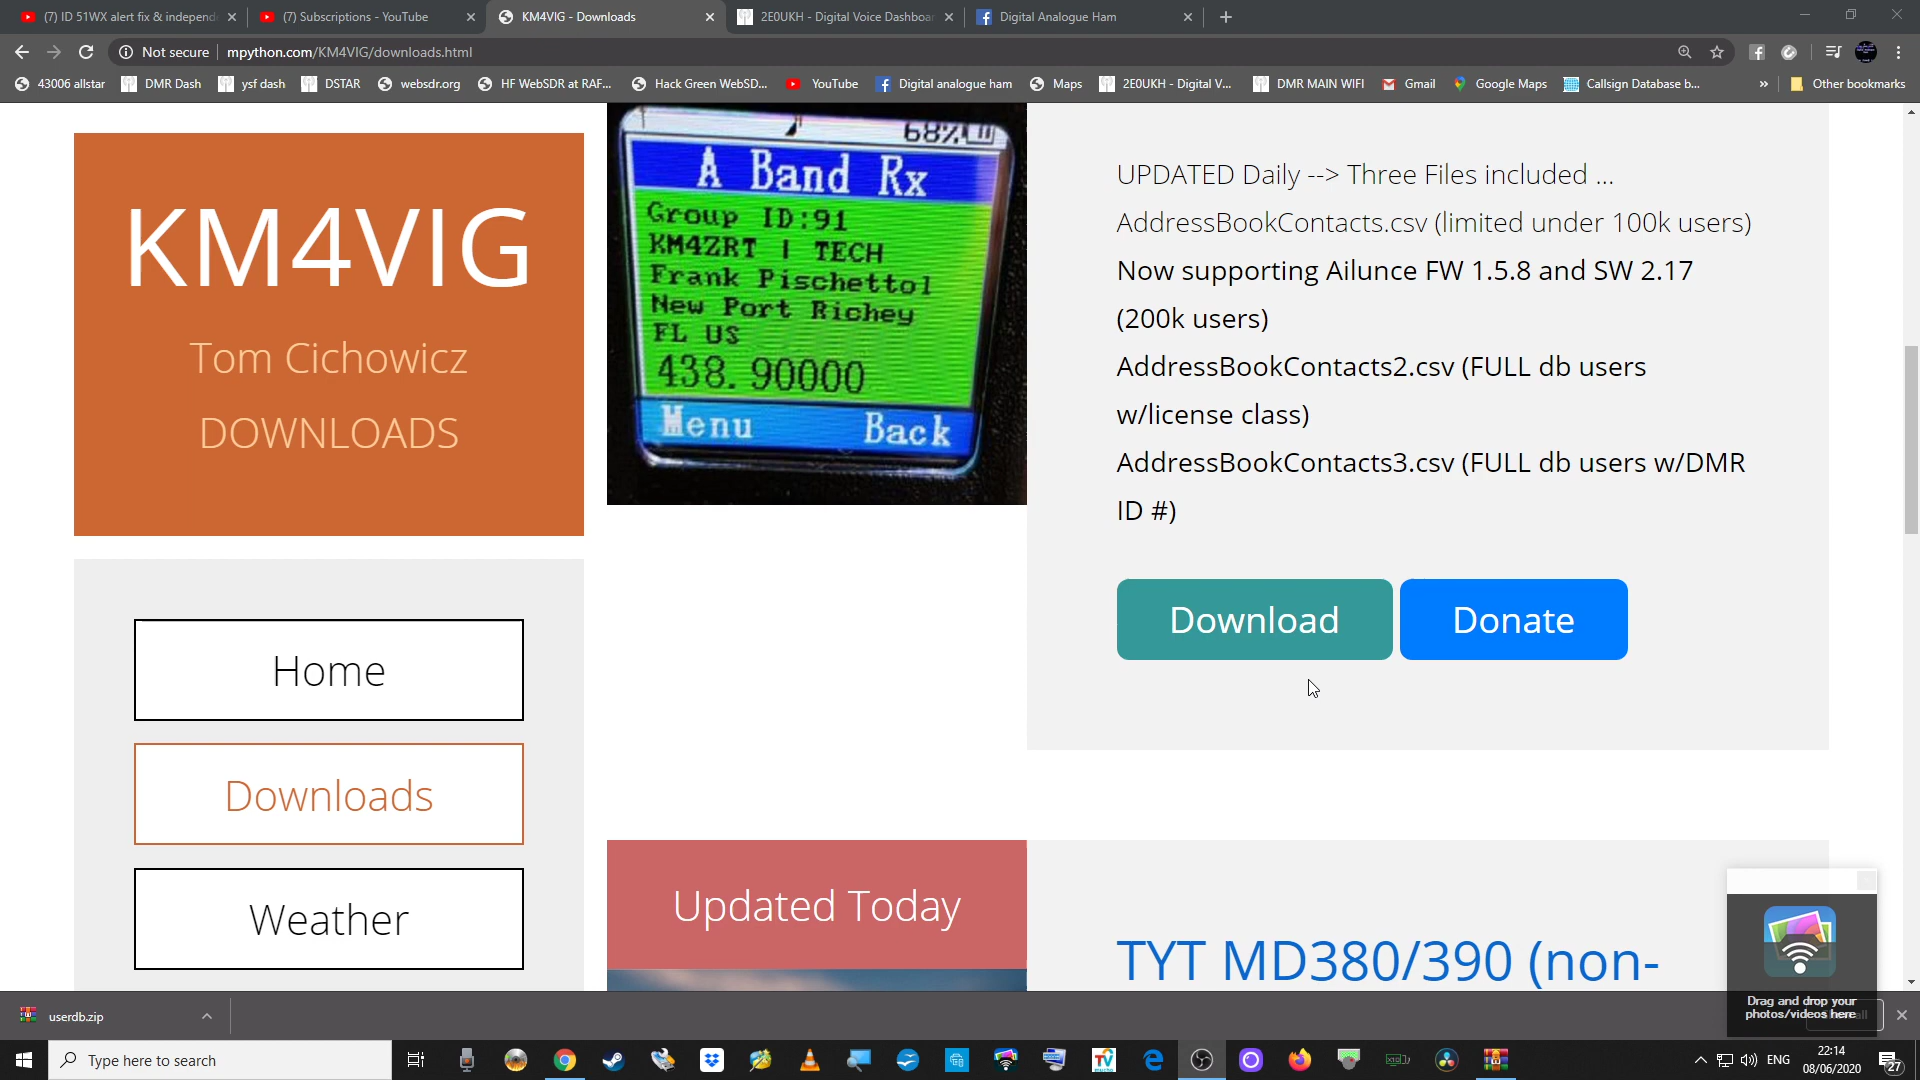 (7) ID 51WX alert fix & independ
(7) Subscriptions - YouTube
KM4VIG - Downloads
2E0UKH - Digital Voice Dashboar
Digital Analogue Ham
Not secure
mpython.com/KM4VIG/downloads.html
43006 allstar
DMR Dash
ysf dash
DSTAR
websdr.org
HF WebSDR at RAF...
Hack Green WebSD...
YouTube
Digital analogue ham
Maps
2E0UKH - Digital V...
DMR MAIN WIFI
Gmail
Google Maps
Callsign Database b...
»
Other bookmarks
KM4VIG
Tom Cichowicz
DOWNLOADS
Home
Downloads
Weather
68%
A Band Rx
Group ID:91
KM4ZRT | TECH
Frank Pischettol
New Port Richey
FL US
438.90000
Menu Back
UPDATED Daily --> Three Files included ...
AddressBookContacts.csv (limited under 100k users)
Now supporting Ailunce FW 1.5.8 and SW 2.17
(200k users)
AddressBookContacts2.csv (FULL db users
w/license class)
AddressBookContacts3.csv (FULL db users w/DMR
ID #)
Download
Donate
Updated Today
TYT MD380/390 (non-
Drag and drop your
photos/videos here
userdb.zip
Type here to search
ENG
22:14
08/06/2020
27